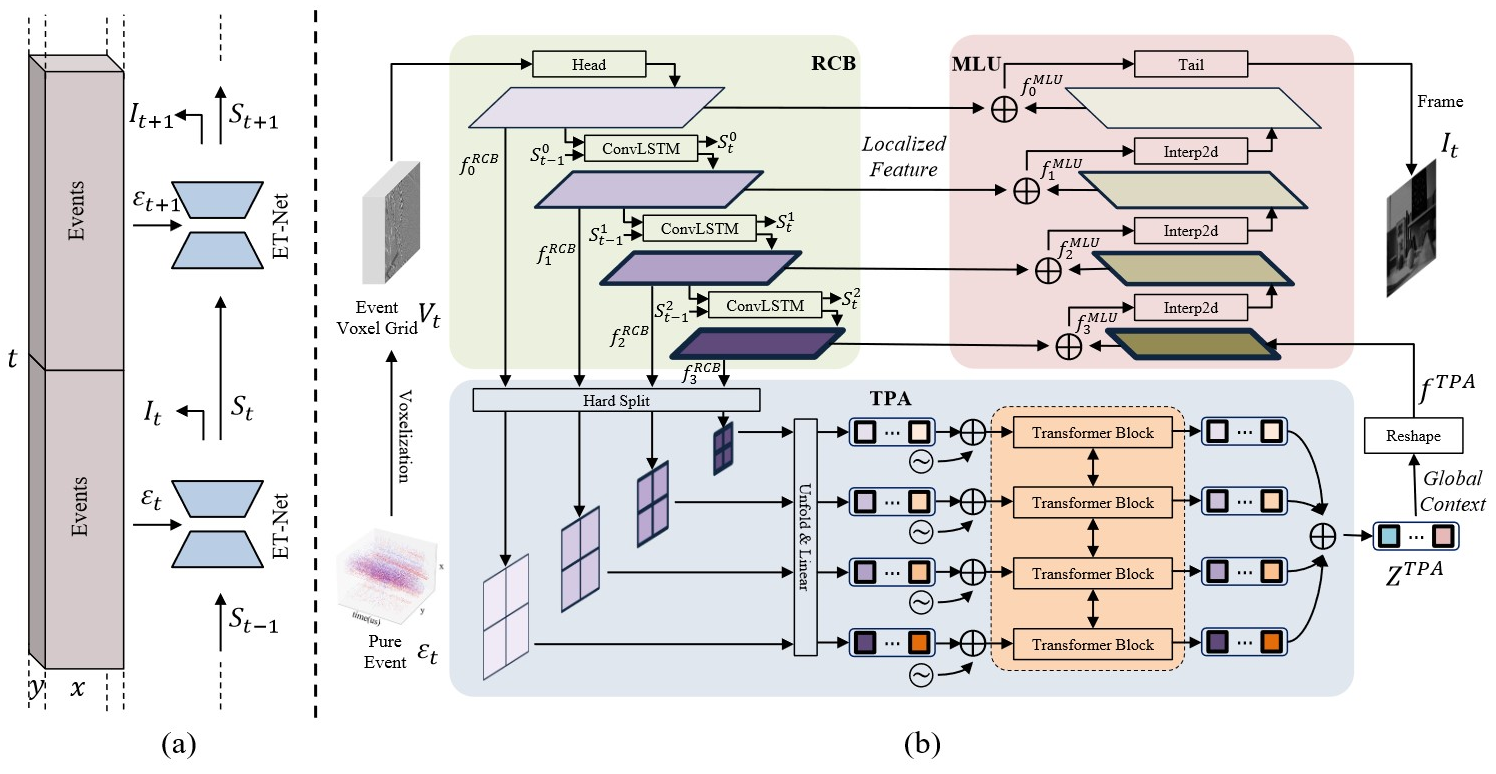 I_{t+1}
S_{t+1}
Events
ε_{t+1}
ET-Net
t
I_t
S_t
Events
ε_t
ET-Net
S_{t-1}
y
x
(a)
RCB
Head
f_0^{RCB}
S_{t-1}^0
ConvLSTM
S_t^0
f_1^{RCB}
S_{t-1}^1
ConvLSTM
S_t^1
f_2^{RCB}
S_{t-1}^2
ConvLSTM
S_t^2
f_3^{RCB}
Localized
Feature
MLU
Tail
f_0^{MLU}
Interp2d
f_1^{MLU}
Interp2d
f_2^{MLU}
Interp2d
f_3^{MLU}
Frame
I_t
Event
Voxel Grid V_t
Voxelization
x
y
time(us)
Pure
Event ε_t
TPA
Hard Split
Unfold & Linear
... ...
~
Transformer Block
... ...
... ...
~
Transformer Block
... ...
... ...
~
Transformer Block
... ...
... ...
~
Transformer Block
... ...
f^{TPA}
Reshape
Global
Context
...
Z^{TPA}
(b)